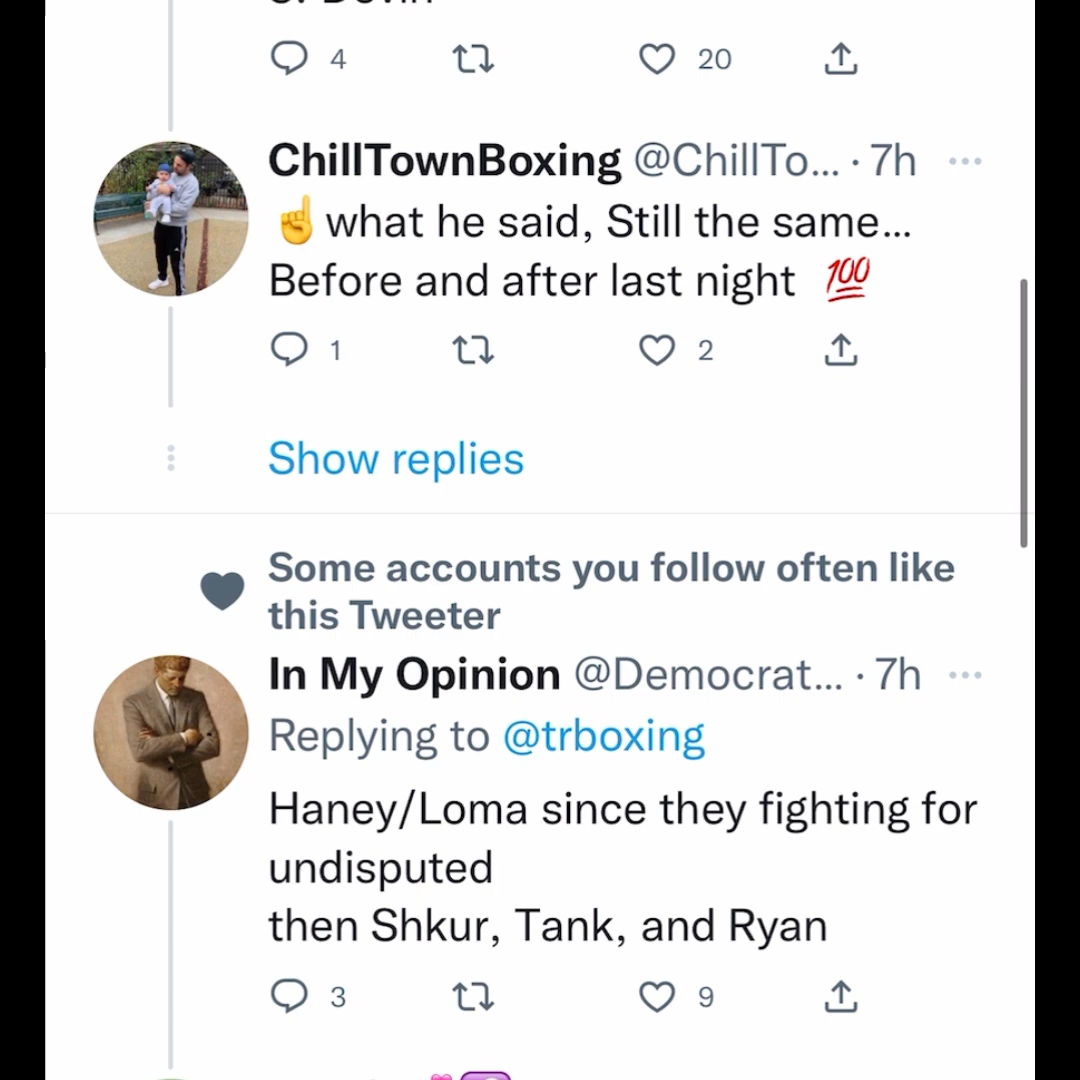 4 20
ChillTownBoxing @ChillTo... · 7h
☝what he said, Still the same...
Before and after last night 💯
1 2
Show replies
Some accounts you follow often like
this Tweeter
In My Opinion @Democrat... · 7h
Replying to @trboxing
Haney/Loma since they fighting for
undisputed
then Shkur, Tank, and Ryan
3 9